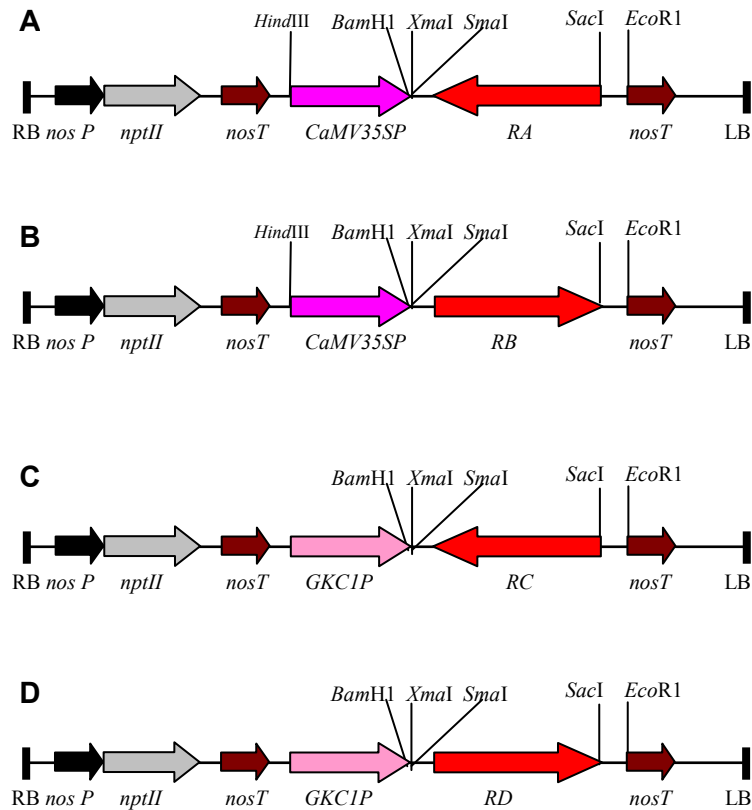 A
HindIII BamH1 XmaI SmaI SacI EcoR1
RB nos P nptII nosT CaMV35SP RA nosT LB
B
HindIII BamH1 XmaI SmaI SacI EcoR1
RB nos P nptII nosT CaMV35SP RB nosT LB
C
BamH1 XmaI SmaI SacI EcoR1
RB nos P nptII nosT GKC1P RC nosT LB
D
BamH1 XmaI SmaI SacI EcoR1
RB nos P nptII nosT GKC1P RD nosT LB